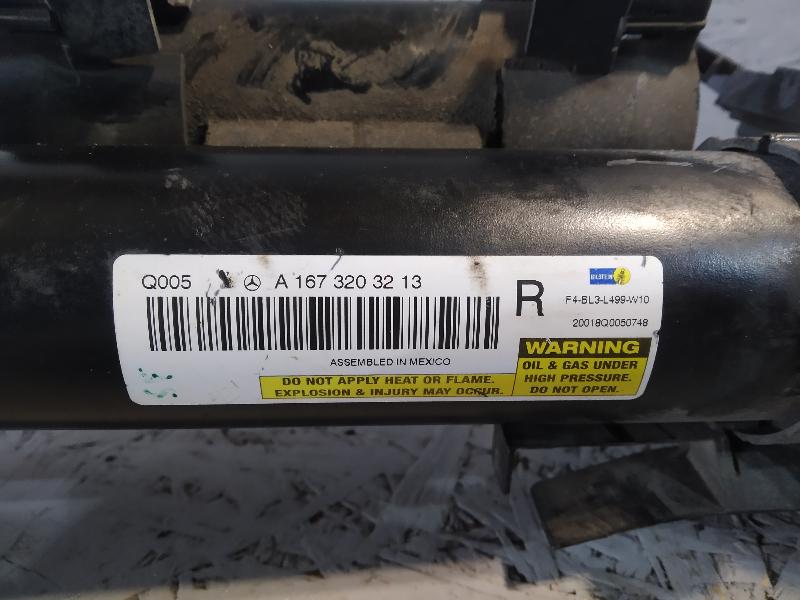 Q005 A 167 320 32 13
R
BILSTEIN
F4-BL3-L499-W10
20018Q0050748
ASSEMBLED IN MEXICO
DO NOT APPLY HEAT OR FLAME.
EXPLOSION & INJURY MAY OCCUR.
WARNING
OIL & GAS UNDER
HIGH PRESSURE.
DO NOT OPEN.